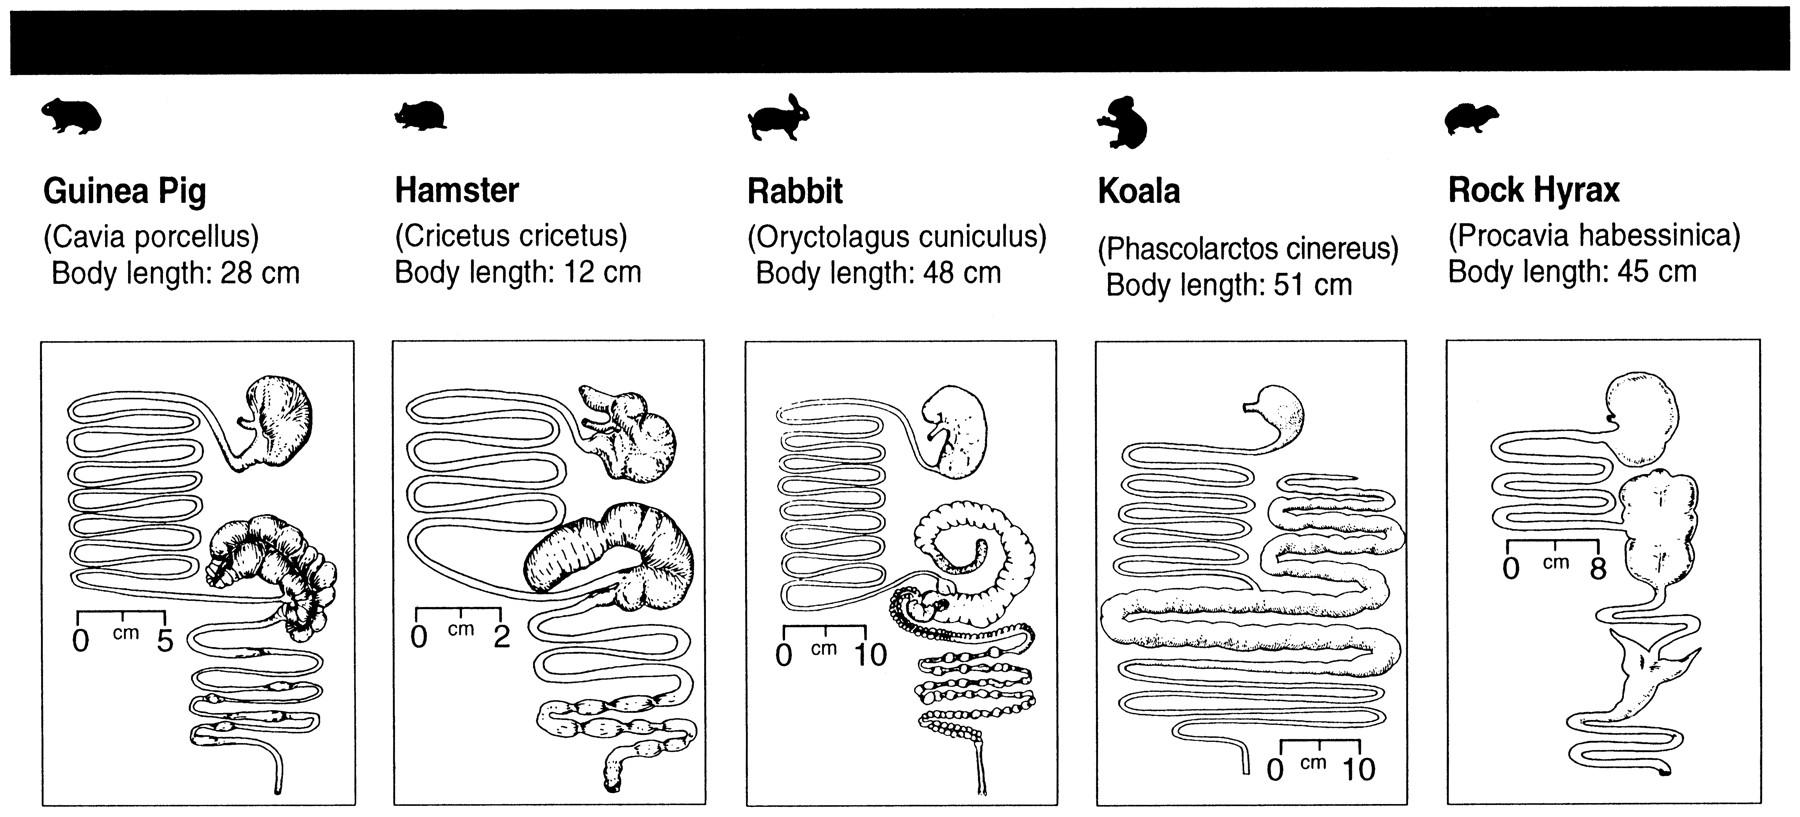 Guinea Pig
(Cavia porcellus)
Body length: 28 cm
0 cm 5
Hamster
(Cricetus cricetus)
Body length: 12 cm
0 cm 2
Rabbit
(Oryctolagus cuniculus)
Body length: 48 cm
0 cm 10
Koala
(Phascolarctos cinereus)
Body length: 51 cm
0 cm 10
Rock Hyrax
(Procavia habessinica)
Body length: 45 cm
0 cm 8